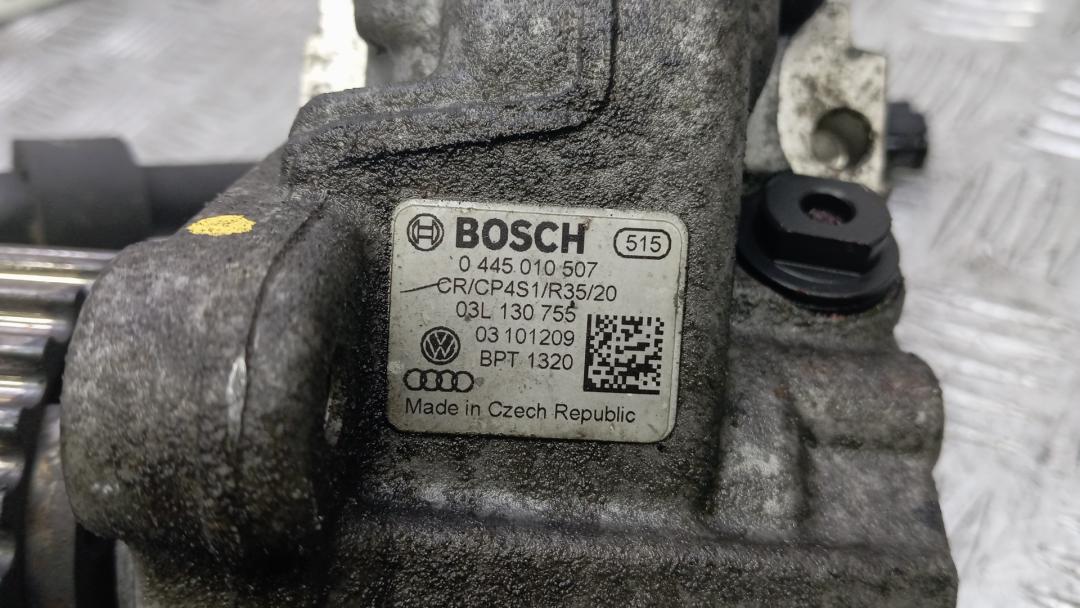 BOSCH 515
0 445 010 507
CR/CP4S1/R35/20
03L 130 755
03 101209
BPT 1320
Made in Czech Republic